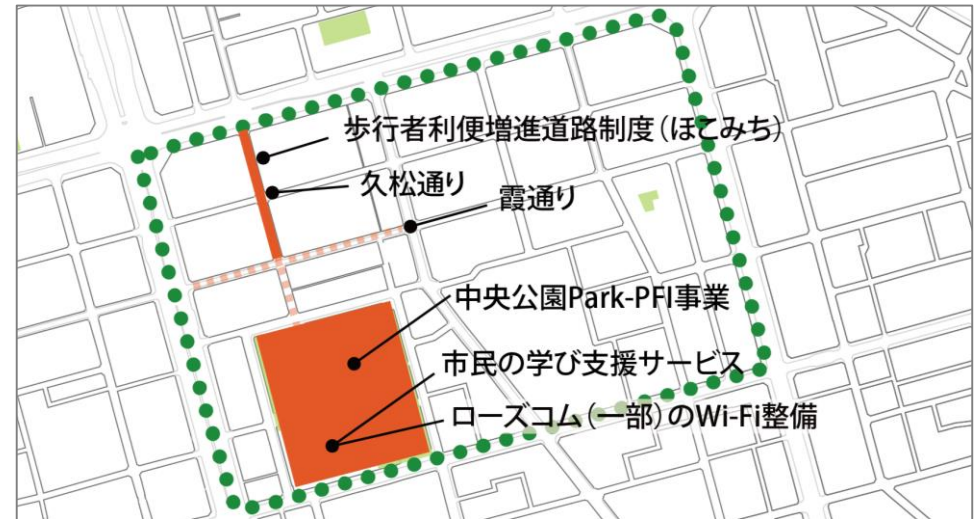 歩行者利便増進道路制度(ほこみち)
久松通り
霞通り
中央公園Park-PFI事業
市民の学び支援サービス
ローズコム(一部)のWi-Fi整備